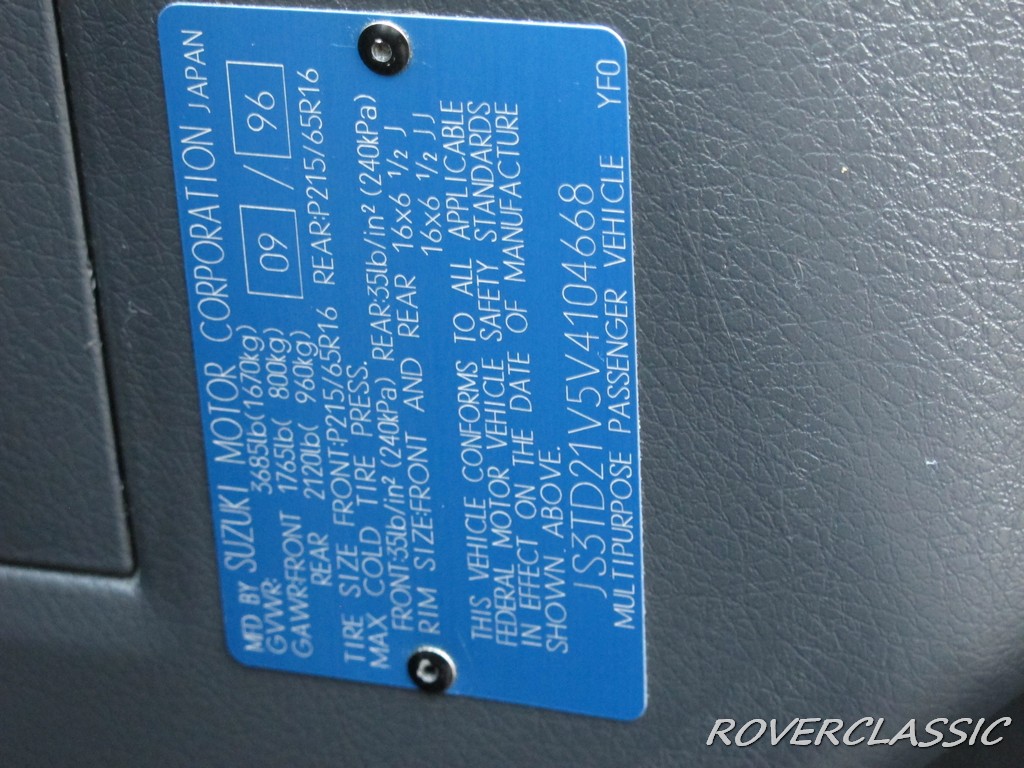 MFD BY SUZUKI MOTOR CORPORATION JAPAN
GVWR: 3685lb(1670kg)
GAWR:FRONT 1765lb( 800kg) 09 / 96
REAR 2120lb( 960kg)
TIRE SIZE FRONT:P215/65R16 REAR:P215/65R16
MAX COLD TIRE PRESS.
FRONT:35lb/in² (240kPa) REAR:35lb/in² (240kPa)
RIM SIZE:FRONT AND REAR 16x6 1/2 J
16x6 1/2 JJ
THIS VEHICLE CONFORMS TO ALL APPLICABLE
FEDERAL MOTOR VEHICLE SAFETY STANDARDS
IN EFFECT ON THE DATE OF MANUFACTURE
SHOWN ABOVE.
JS3TD21V5V4104668
MULTIPURPOSE PASSENGER VEHICLE YF0
ROVERCLASSIC